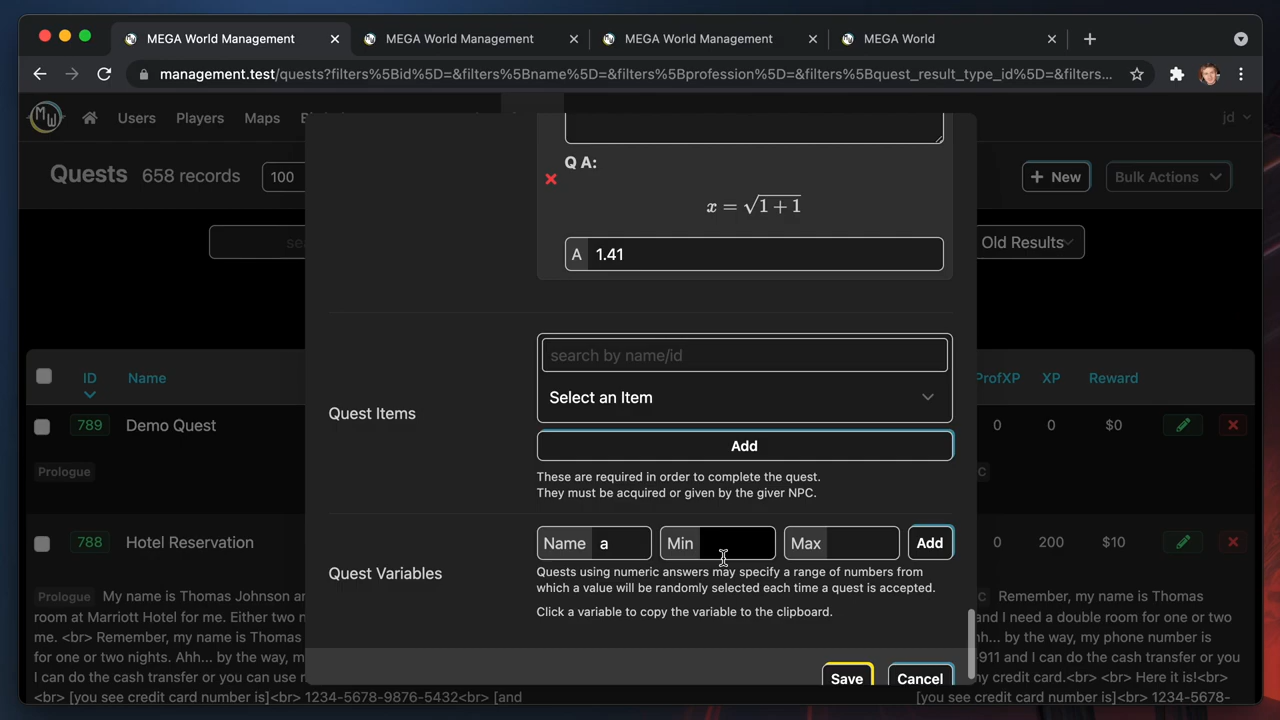 MEGA World Management
MEGA World Management
MEGA World Management
MEGA World
management.test/quests?filters%5Bid%5D=&filters%5Bname%5D=&filters%5Bprofession%5D=&filters%5Bquest_result_type_id%5D=&filters...
MW
Users
Players
Maps
jd
Quests
658 records
100
New
Bulk Actions
Q A:
x = √1 + 1
Old Results
A 1.41
search by name/id
Select an Item
Quest Items
Add
These are required in order to complete the quest.
They must be acquired or given by the giver NPC.
Name a
Min
Max
Add
Quest Variables
Quests using numeric answers may specify a range of numbers from
which a value will be randomly selected each time a quest is accepted.
Click a variable to copy the variable to the clipboard.
Save
Cancel
ID
Name
ProfXP
XP
Reward
789
Demo Quest
0
0
$0
Prologue
788
Hotel Reservation
0
200
$10
Prologue
My name is Thomas Johnson an
room at Marriott Hotel for me. Either two n
me. <br> Remember, my name is Thomas
for one or two nights. Ahh... by the way, m
I can do the cash transfer or you can use r
<br> [you see credit card number is]<br> 1234-5678-9876-5432<br> [and
Remember, my name is Thomas
and I need a double room for one or two
hh... by the way, my phone number is
-911 and I can do the cash transfer or
ny credit card.<br> <br> Here it is!<br>
[you see credit card number is]<br> 1234-5678-